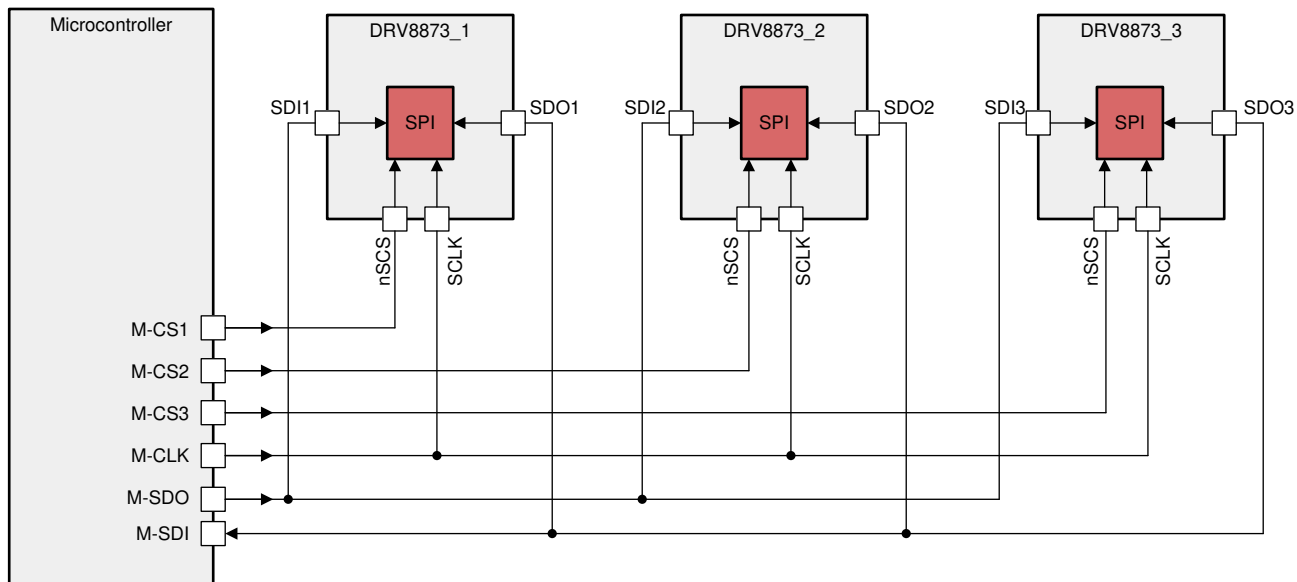 Microcontroller
DRV8873_1
DRV8873_2
DRV8873_3
SDI1
SPI
SDO1
SDI2
SPI
SDO2
SDI3
SPI
SDO3
nSCS
SCLK
nSCS
SCLK
nSCS
SCLK
M-CS1
M-CS2
M-CS3
M-CLK
M-SDO
M-SDI